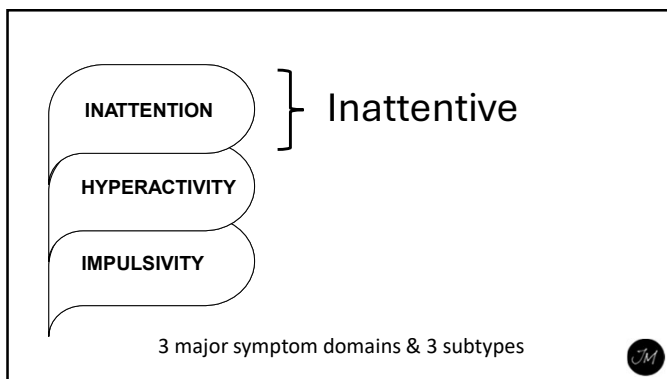 INATTENTION
Inattentive
HYPERACTIVITY
IMPULSIVITY
3 major symptom domains & 3 subtypes
JM